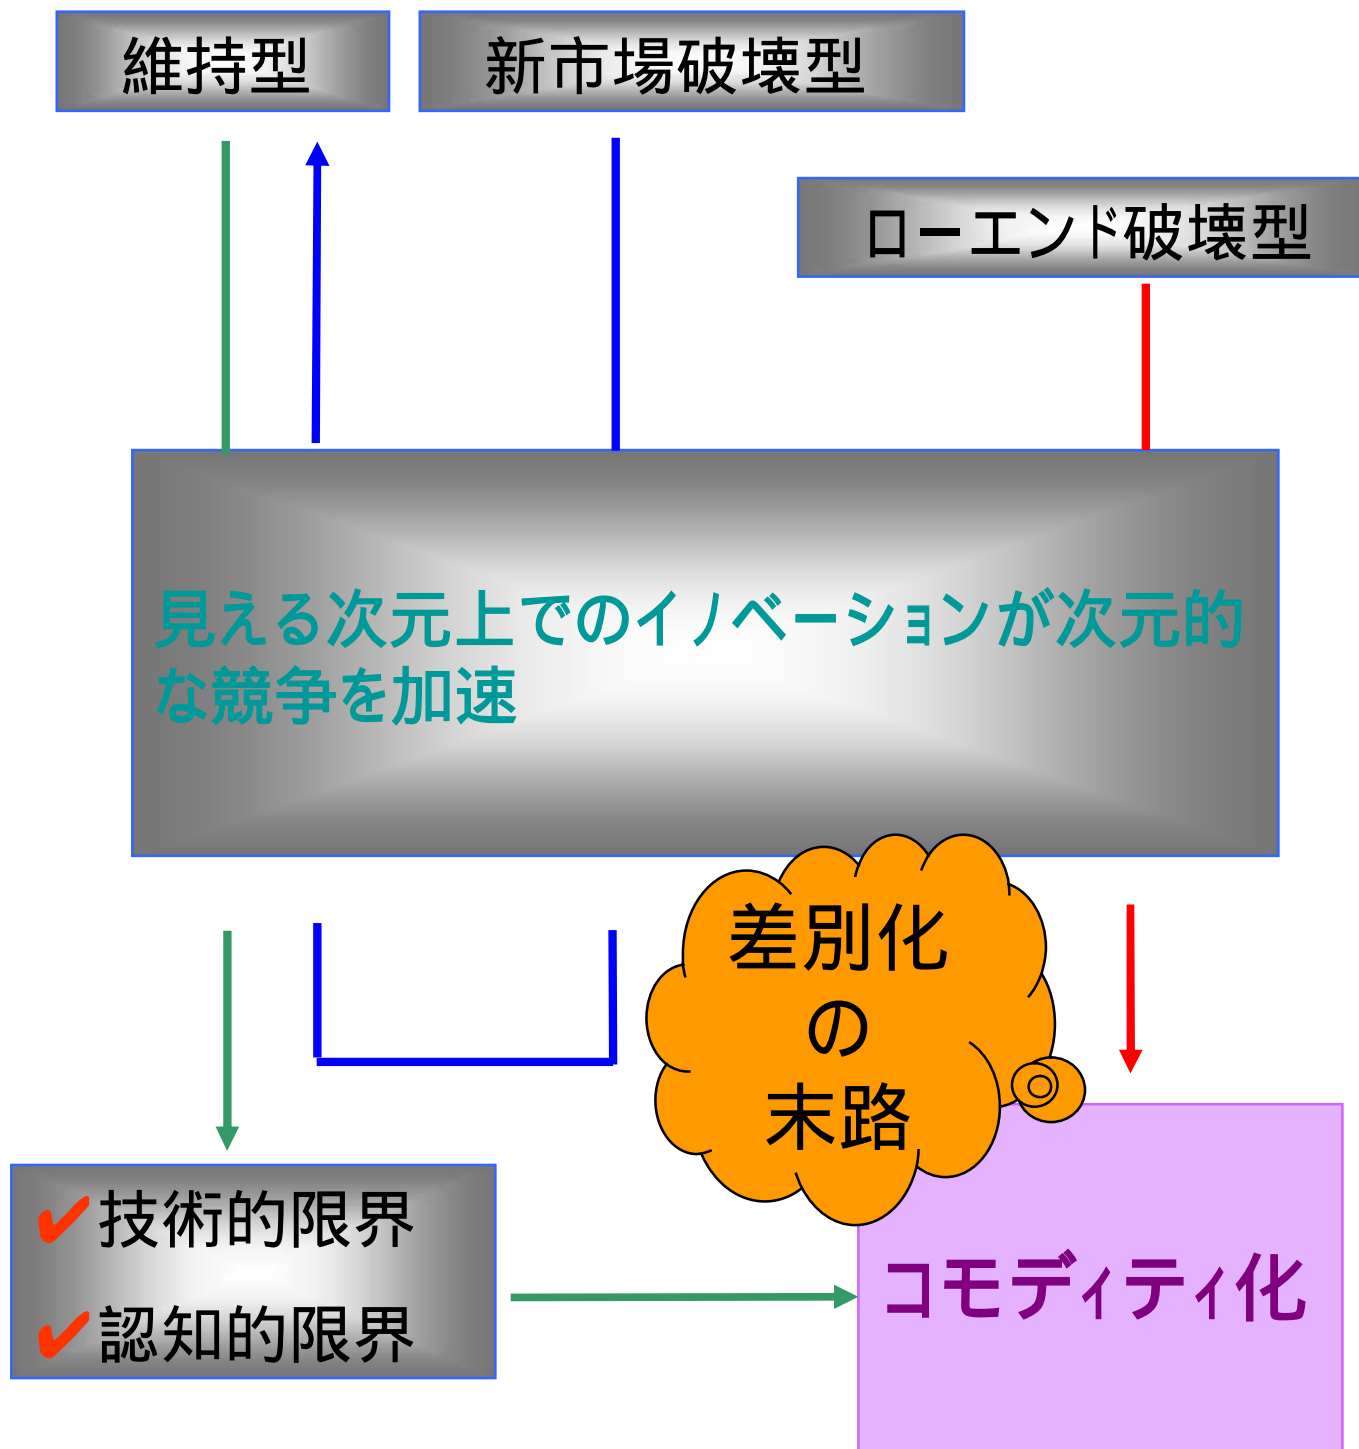 維持型
新市場破壊型
ローエンド破壊型
見える次元上でのイノベーションが次元的
な競争を加速
差別化
の
末路
✔技術的限界
✔認知的限界
コモディティ化